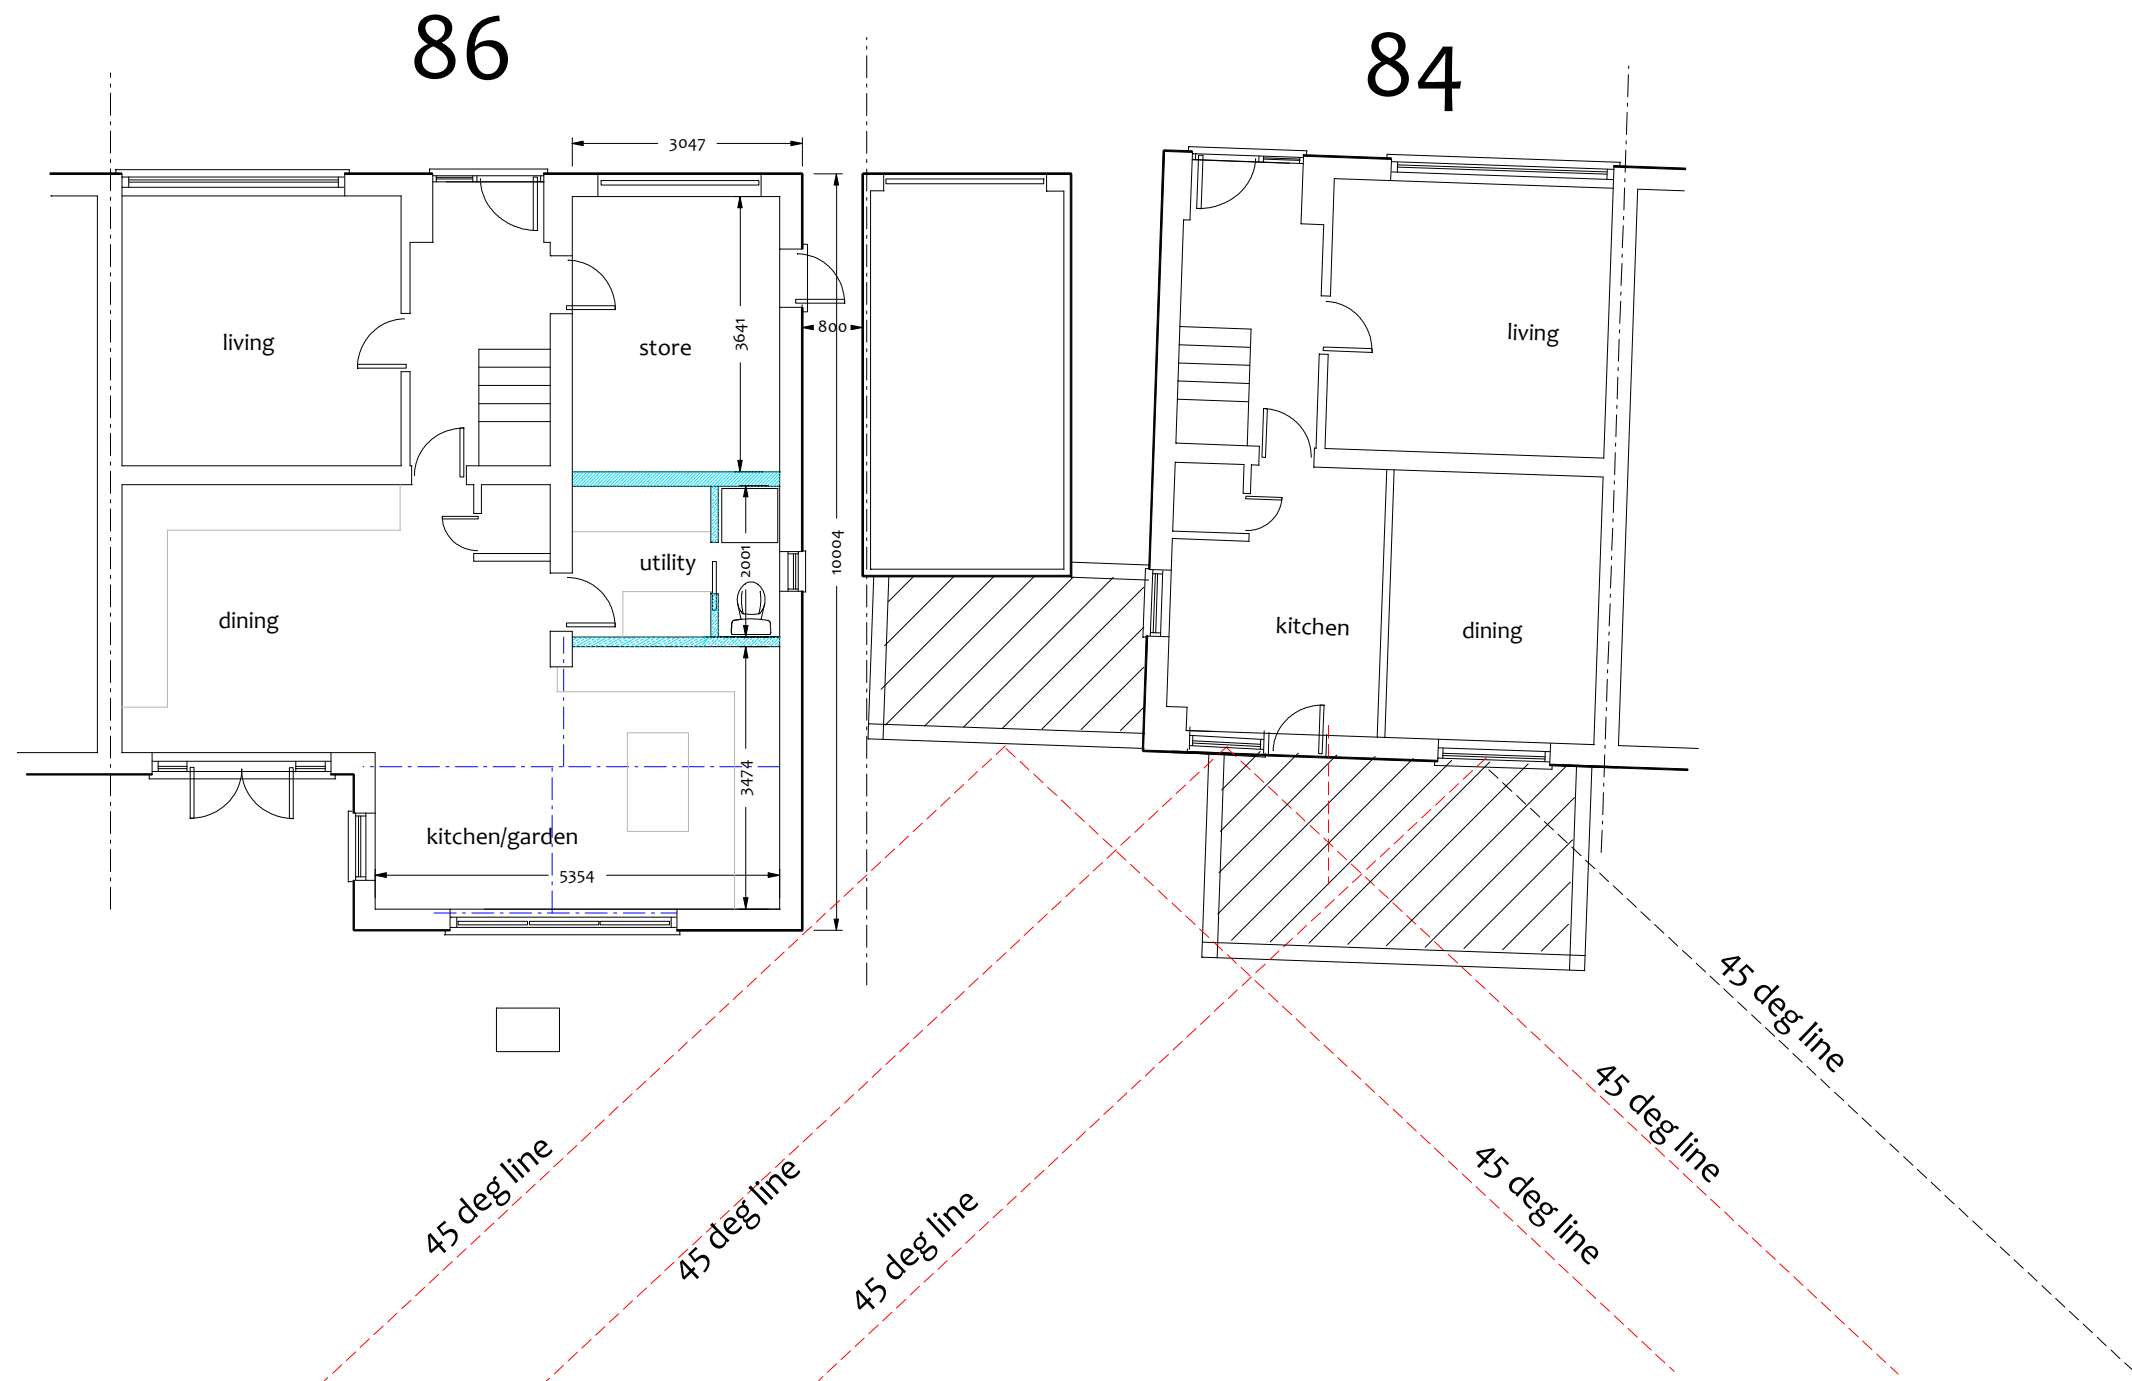 86
84
3047
living
store
3641
800
living
utility
2001
10004
dining
kitchen
dining
3474
kitchen/garden
5354
45 deg line
45 deg line
45 deg line
45 deg line
45 deg line
45 deg line